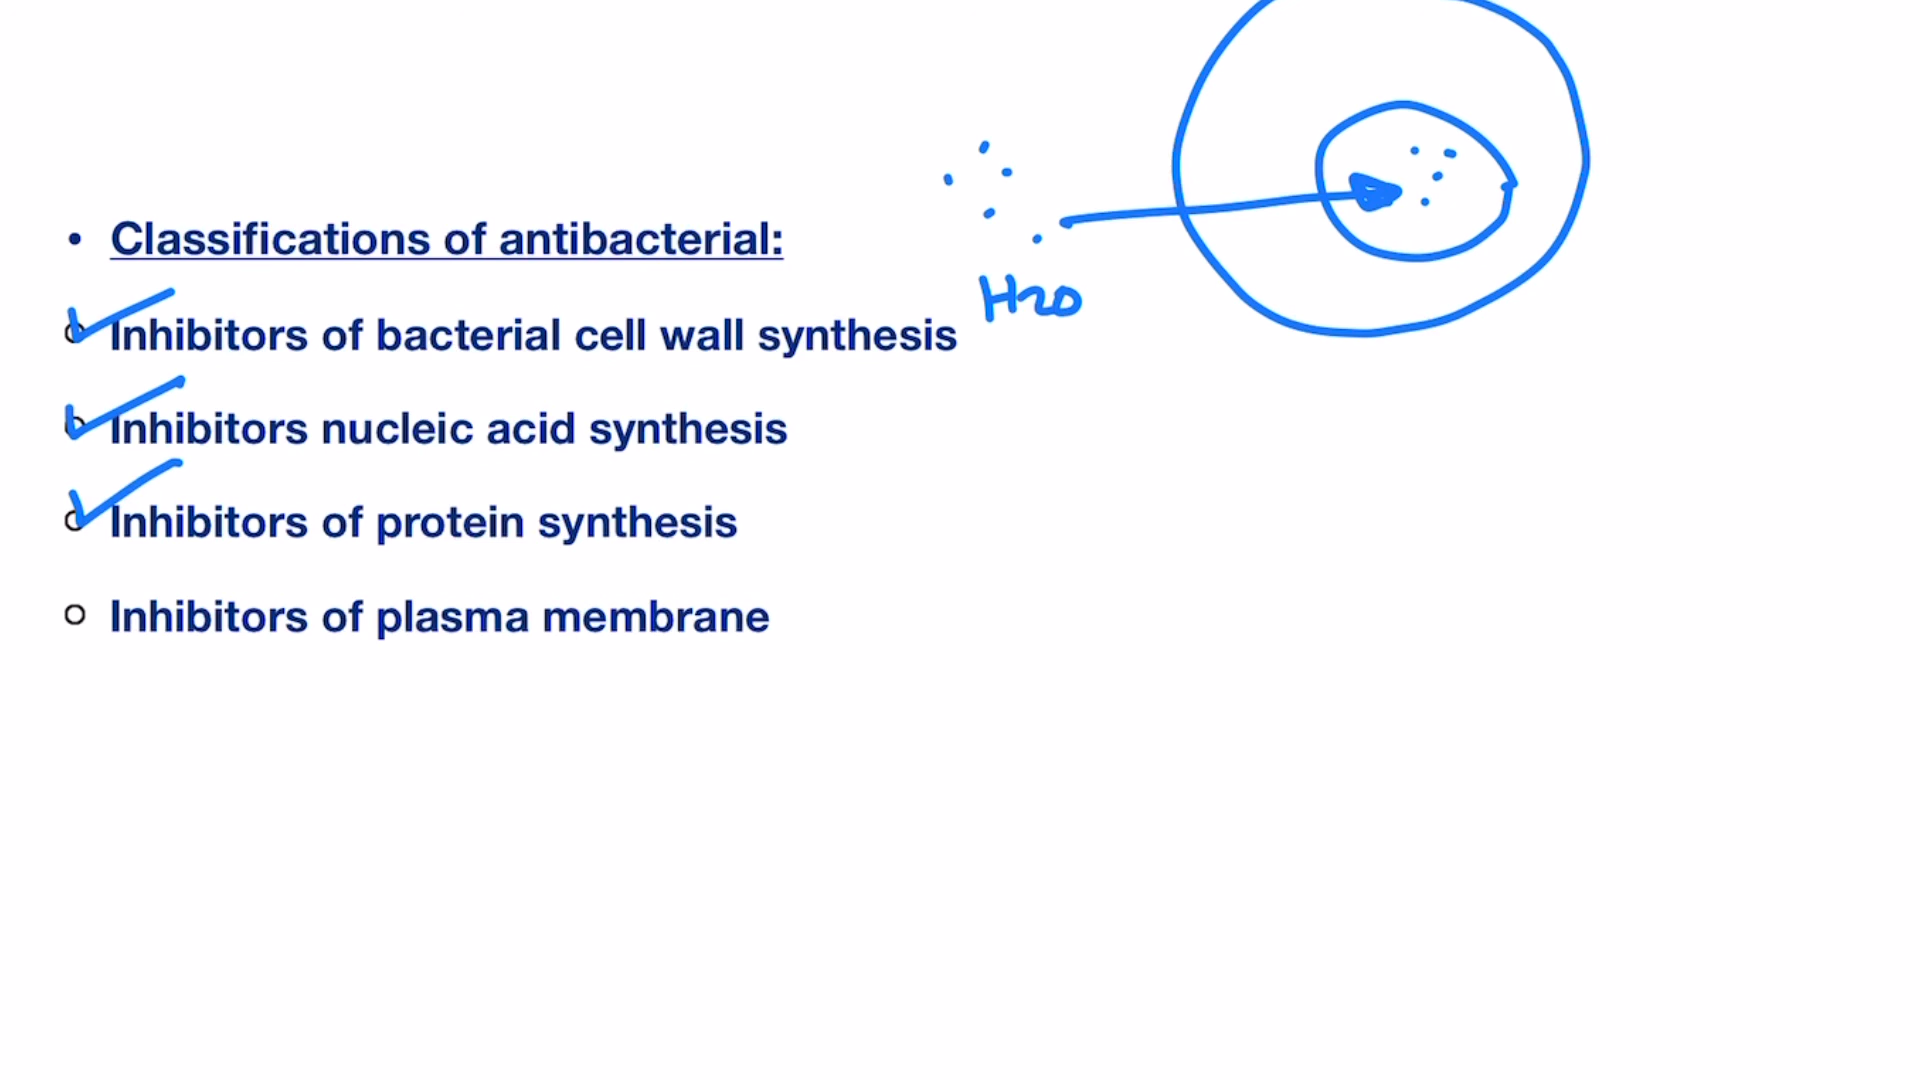 • Classifications of antibacterial:
H2O
○ Inhibitors of bacterial cell wall synthesis
○ Inhibitors nucleic acid synthesis
○ Inhibitors of protein synthesis
○ Inhibitors of plasma membrane